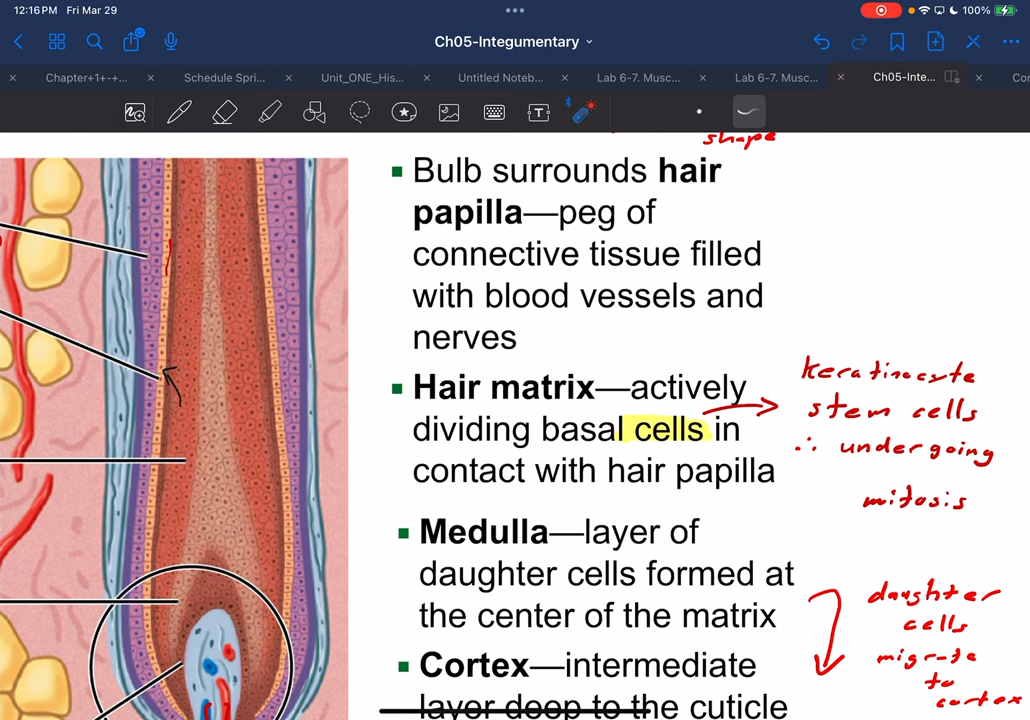 12:16 PM Fri Mar 29
100%
Ch05-Integumentary
Chapter+1+-+...
Schedule Spri...
Unit_ONE_His...
Untitled Noteb...
Lab 6-7. Musc...
Lab 6-7. Musc...
Ch05-Inte...
Cor
shape
Bulb surrounds hair
papilla—peg of
connective tissue filled
with blood vessels and
nerves
Hair matrix—actively
dividing basal cells in
contact with hair papilla
keratinocyte
stem cells
∴ undergoing
mitosis
Medulla—layer of
daughter cells formed at
the center of the matrix
daughter
cells
migrate
to
cortex
Cortex—intermediate
layer deep to the cuticle